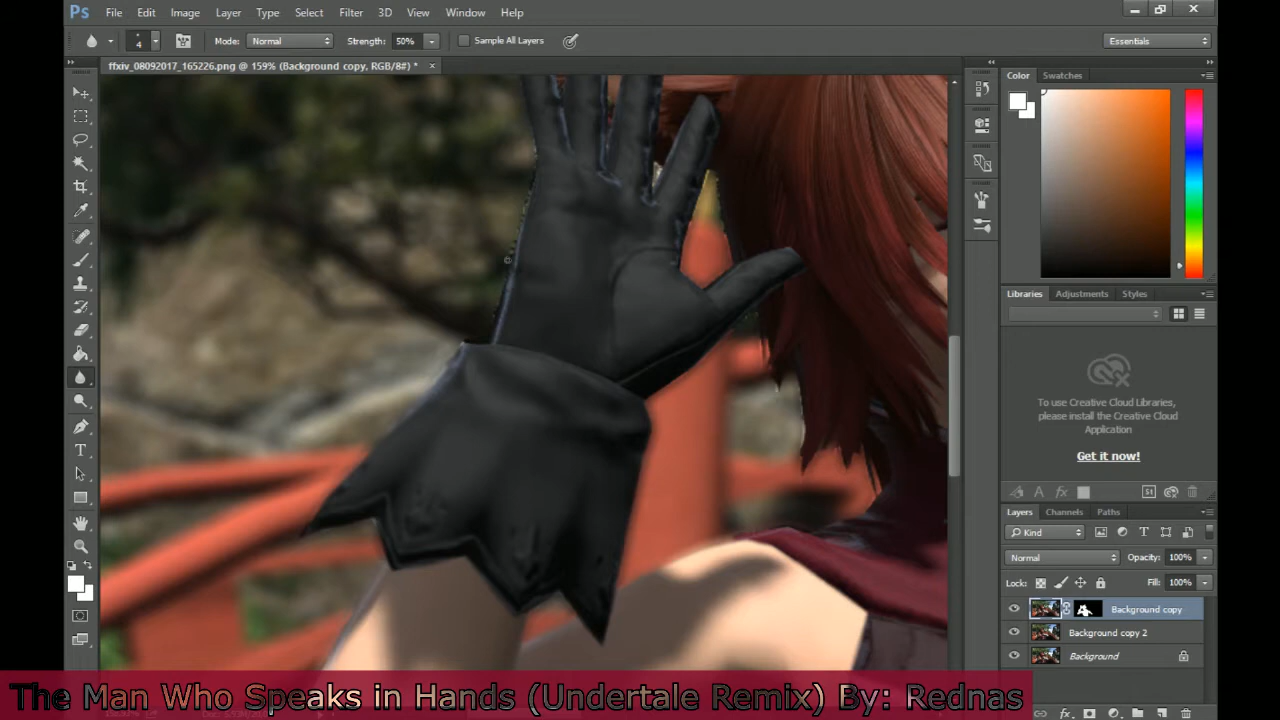 Ps File Edit Image Layer Type Select Filter 3D View Window Help
4 Mode: Normal Strength: 50% Sample All Layers Essentials
ffxiv_08092017_165226.png @ 159% (Background copy, RGB/8#) * ×
Color Swatches
Libraries Adjustments Styles
To use Creative Cloud Libraries,
please install the Creative Cloud
Application
Get it now!
Layers Channels Paths
Kind
Normal Opacity: 100%
Lock: Fill: 100%
Background copy
Background copy 2
Background
The Man Who Speaks in Hands (Undertale Remix) By: Rednas